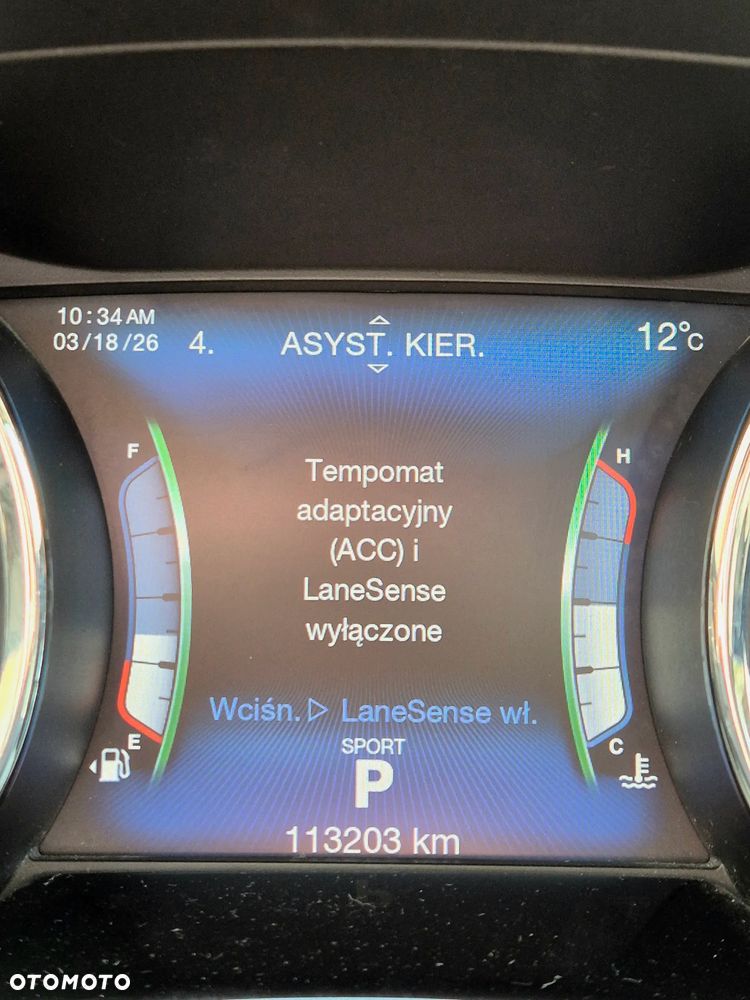 10:34 AM
03/18/26
4.
ASYST. KIER.
12°C
F
H
Tempomat
adaptacyjny
(ACC) i
LaneSense
wyłączone
Wciśn. ▷ LaneSense wł.
E
C
SPORT
P
113203 km
OTOMOTO